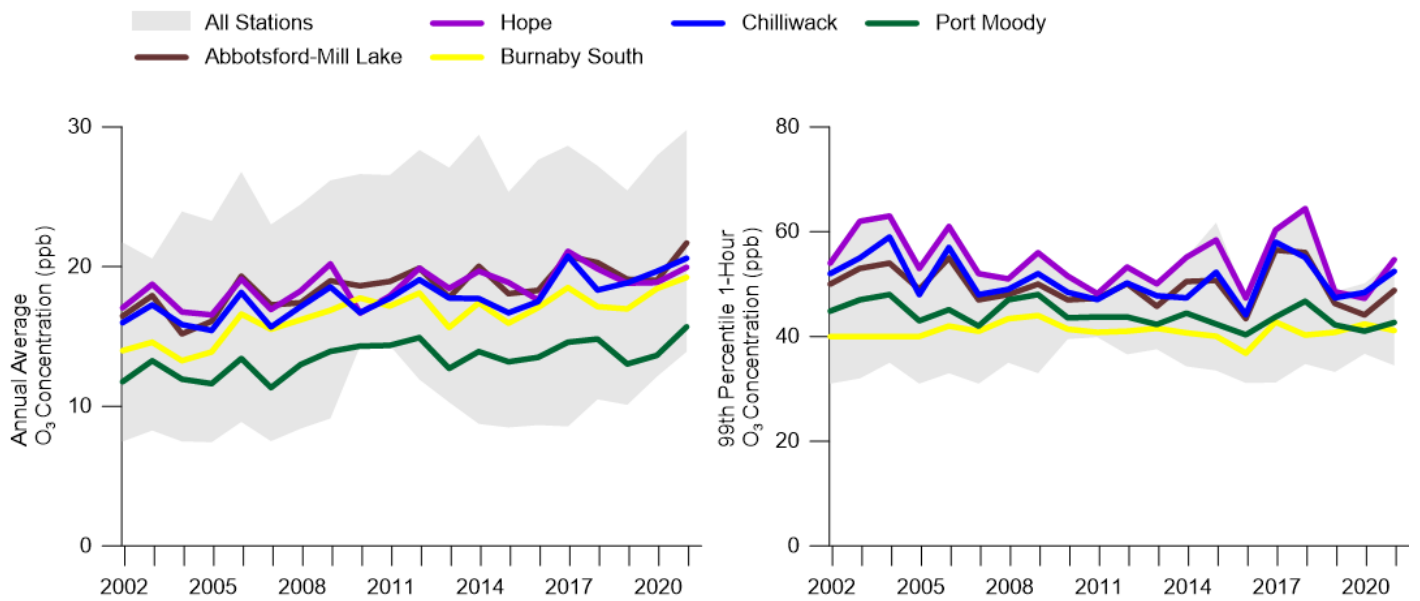 All Stations
Hope
Chilliwack
Port Moody
Abbotsford-Mill Lake
Burnaby South
Annual Average
O₃ Concentration (ppb)
30
20
10
0
2002
2005
2008
2011
2014
2017
2020
99th Percentile 1-Hour
O₃ Concentration (ppb)
80
60
40
20
0
2002
2005
2008
2011
2014
2017
2020